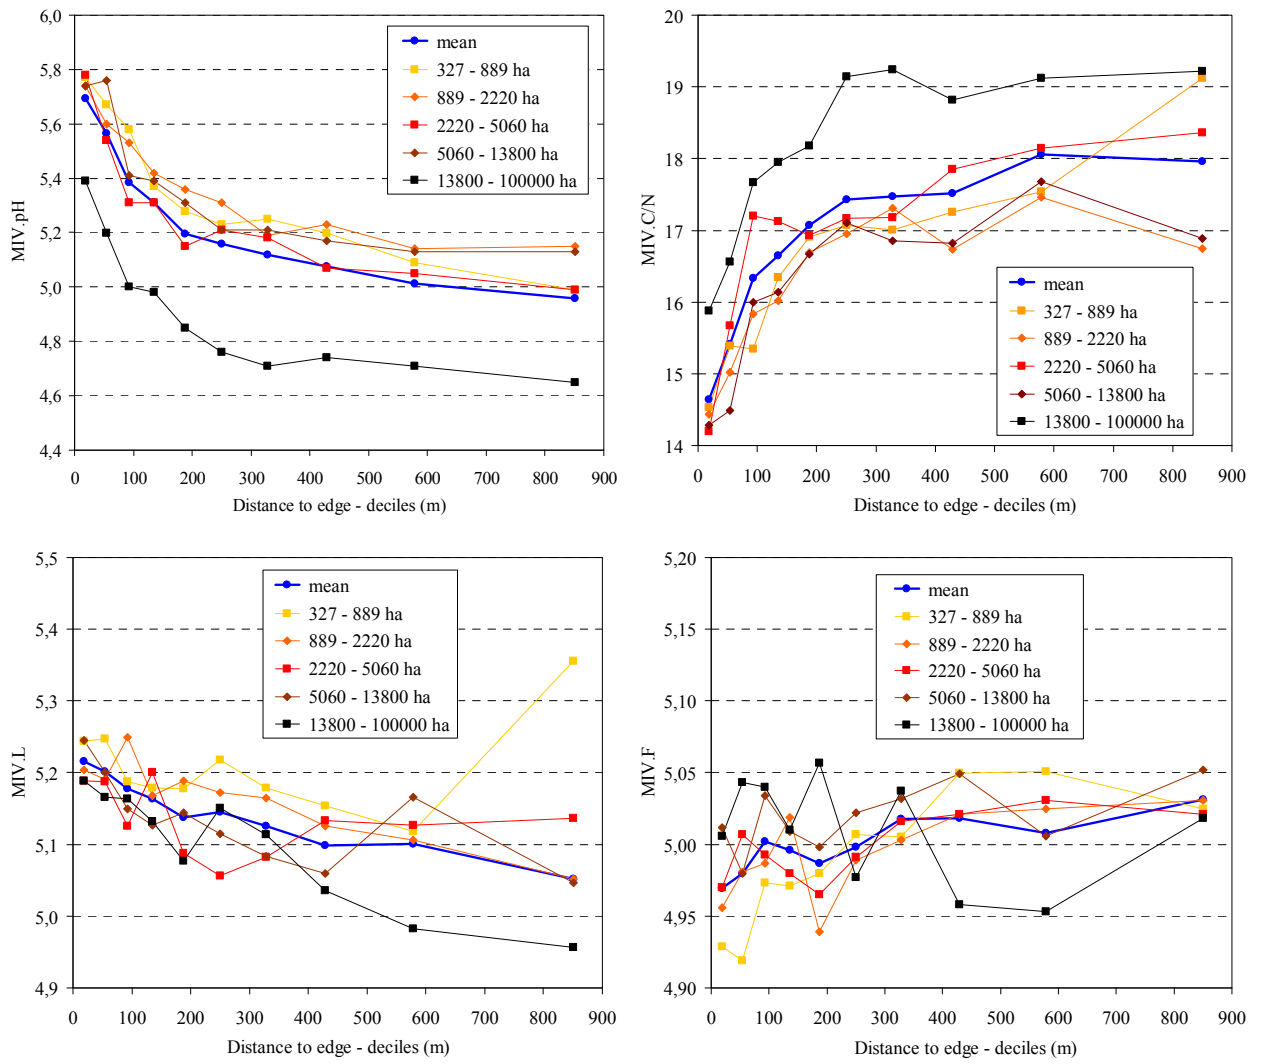 6,0
5,8
5,6
5,4
5,2
5,0
4,8
4,6
4,4
MIV.pH
0 100 200 300 400 500 600 700 800 900
Distance to edge - deciles (m)
mean
327 - 889 ha
889 - 2220 ha
2220 - 5060 ha
5060 - 13800 ha
13800 - 100000 ha
20
19
18
17
16
15
14
MIV.C/N
0 100 200 300 400 500 600 700 800 900
Distance to edge - deciles (m)
mean
327 - 889 ha
889 - 2220 ha
2220 - 5060 ha
5060 - 13800 ha
13800 - 100000 ha
5,5
5,4
5,3
5,2
5,1
5,0
4,9
MIV.L
0 100 200 300 400 500 600 700 800 900
Distance to edge - deciles (m)
mean
327 - 889 ha
889 - 2220 ha
2220 - 5060 ha
5060 - 13800 ha
13800 - 100000 ha
5,20
5,15
5,10
5,05
5,00
4,95
4,90
MIV.F
0 100 200 300 400 500 600 700 800 900
Distance to edge - deciles (m)
mean
327 - 889 ha
889 - 2220 ha
2220 - 5060 ha
5060 - 13800 ha
13800 - 100000 ha